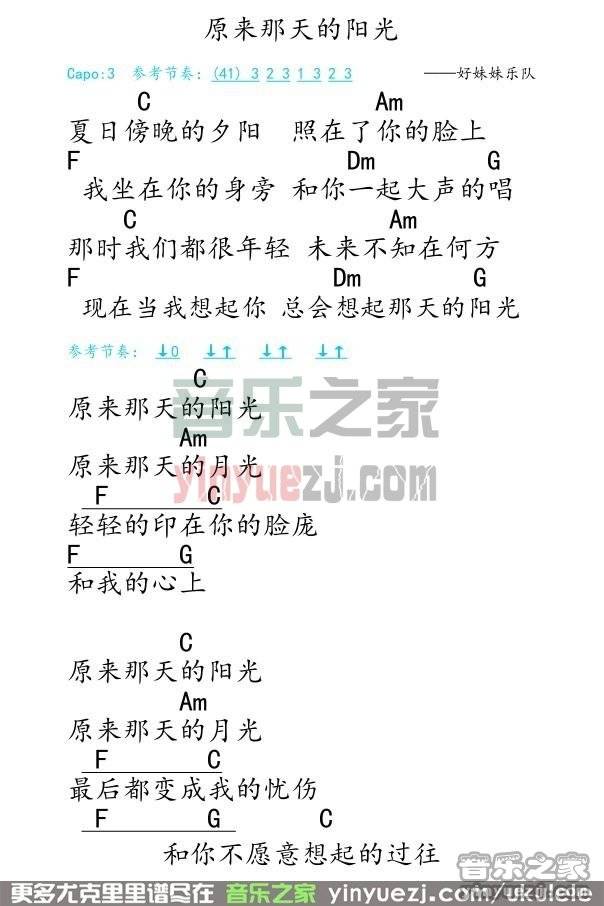 原来那天的阳光
Capo:3 参考节奏: (41) 3 2 3 1 3 2 3 ——好妹妹乐队
C Am
夏日傍晚的夕阳 照在了你的脸上
F Dm G
我坐在你的身旁 和你一起大声的唱
C Am
那时我们都很年轻 未来不知在何方
F Dm G
现在当我想起你 总会想起那天的阳光
参考节奏: ↓0 ↓↑ ↓↑ ↓↑
C
原来那天的阳光
Am
原来那天的月光
F C
轻轻的印在你的脸庞
F G
和我的心上
C
原来那天的阳光
Am
原来那天的月光
F C
最后都变成我的忧伤
F G C
和你不愿意想起的过往
音乐之家
yinyuezj.com
音乐之家
yinyuezj.com
更多尤克里里谱尽在 音乐之家 yinyuezj.com/uku.dee